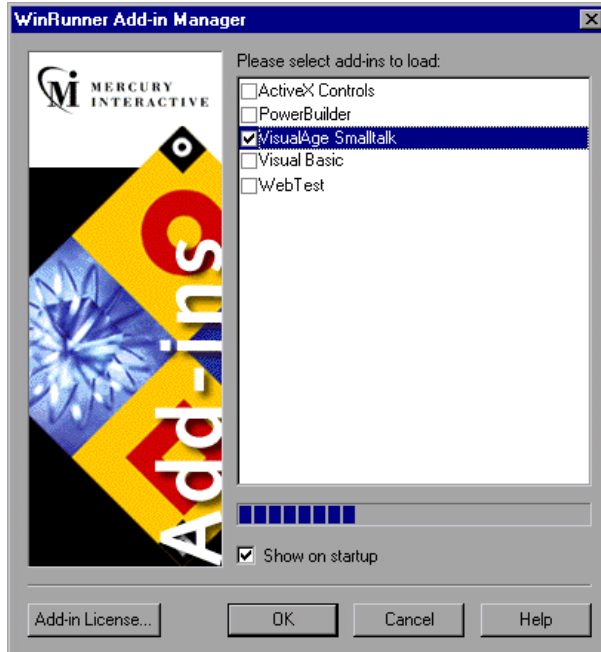 WinRunner Add-in Manager
MERCURY
INTERACTIVE
Add-ins
Please select add-ins to load:
ActiveX Controls
PowerBuilder
VisualAge Smalltalk
Visual Basic
WebTest
Show on startup
Add-in License...
OK
Cancel
Help